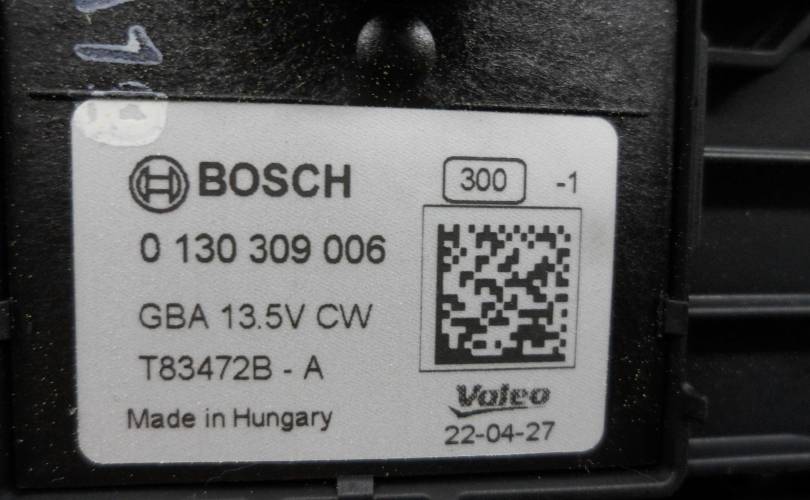 BOSCH
300 -1
0 130 309 006
GBA 13.5V CW
T83472B - A
Valeo
Made in Hungary
22-04-27